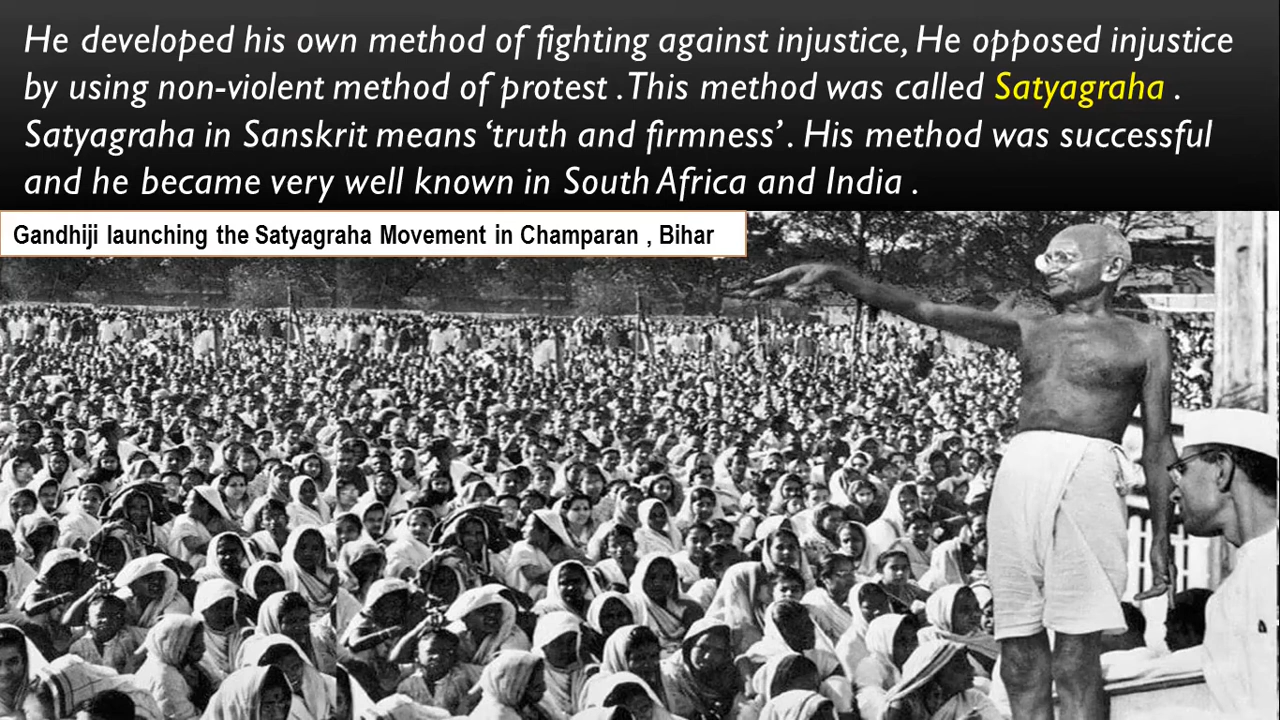 He developed his own method of fighting against injustice, He opposed injustice
by using non-violent method of protest . This method was called Satyagraha .
Satyagraha in Sanskrit means ‘truth and firmness’ . His method was successful
and he became very well known in South Africa and India .
Gandhiji launching the Satyagraha Movement in Champaran , Bihar